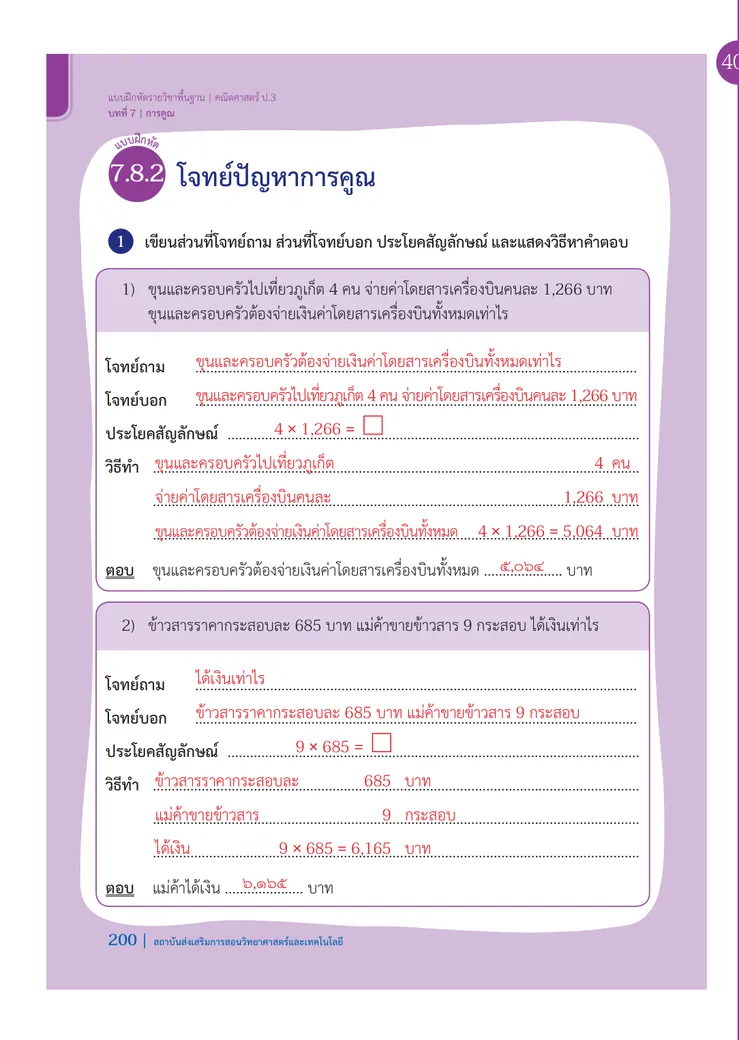 40
แบบฝึกหัดรายวิชาพื้นฐาน | คณิตศาสตร์ ป.3
บทที่ 7 | การคูณ
แบบฝึกหัด
7.8.2 โจทย์ปัญหาการคูณ
1 เขียนส่วนที่โจทย์ถาม ส่วนที่โจทย์บอก ประโยคสัญลักษณ์ และแสดงวิธีหาคำตอบ
1) ขุนและครอบครัวไปเที่ยวภูเก็ต 4 คน จ่ายค่าโดยสารเครื่องบินคนละ 1,266 บาท
ขุนและครอบครัวต้องจ่ายเงินค่าโดยสารเครื่องบินทั้งหมดเท่าไร
โจทย์ถาม ขุนและครอบครัวต้องจ่ายเงินค่าโดยสารเครื่องบินทั้งหมดเท่าไร
โจทย์บอก ขุนและครอบครัวไปเที่ยวภูเก็ต 4 คน จ่ายค่าโดยสารเครื่องบินคนละ 1,266 บาท
ประโยคสัญลักษณ์ 4 × 1,266 = □
วิธีทำ ขุนและครอบครัวไปเที่ยวภูเก็ต 4 คน
จ่ายค่าโดยสารเครื่องบินคนละ 1,266 บาท
ขุนและครอบครัวต้องจ่ายเงินค่าโดยสารเครื่องบินทั้งหมด 4 × 1,266 = 5,064 บาท
ตอบ ขุนและครอบครัวต้องจ่ายเงินค่าโดยสารเครื่องบินทั้งหมด ๕,๐๖๔ บาท
2) ข้าวสารราคากระสอบละ 685 บาท แม่ค้าขายข้าวสาร 9 กระสอบ ได้เงินเท่าไร
โจทย์ถาม ได้เงินเท่าไร
โจทย์บอก ข้าวสารราคากระสอบละ 685 บาท แม่ค้าขายข้าวสาร 9 กระสอบ
ประโยคสัญลักษณ์ 9 × 685 = □
วิธีทำ ข้าวสารราคากระสอบละ 685 บาท
แม่ค้าขายข้าวสาร 9 กระสอบ
ได้เงิน 9 × 685 = 6,165 บาท
ตอบ แม่ค้าได้เงิน ๖,๑๖๕ บาท
200 | สถาบันส่งเสริมการสอนวิทยาศาสตร์และเทคโนโลยี